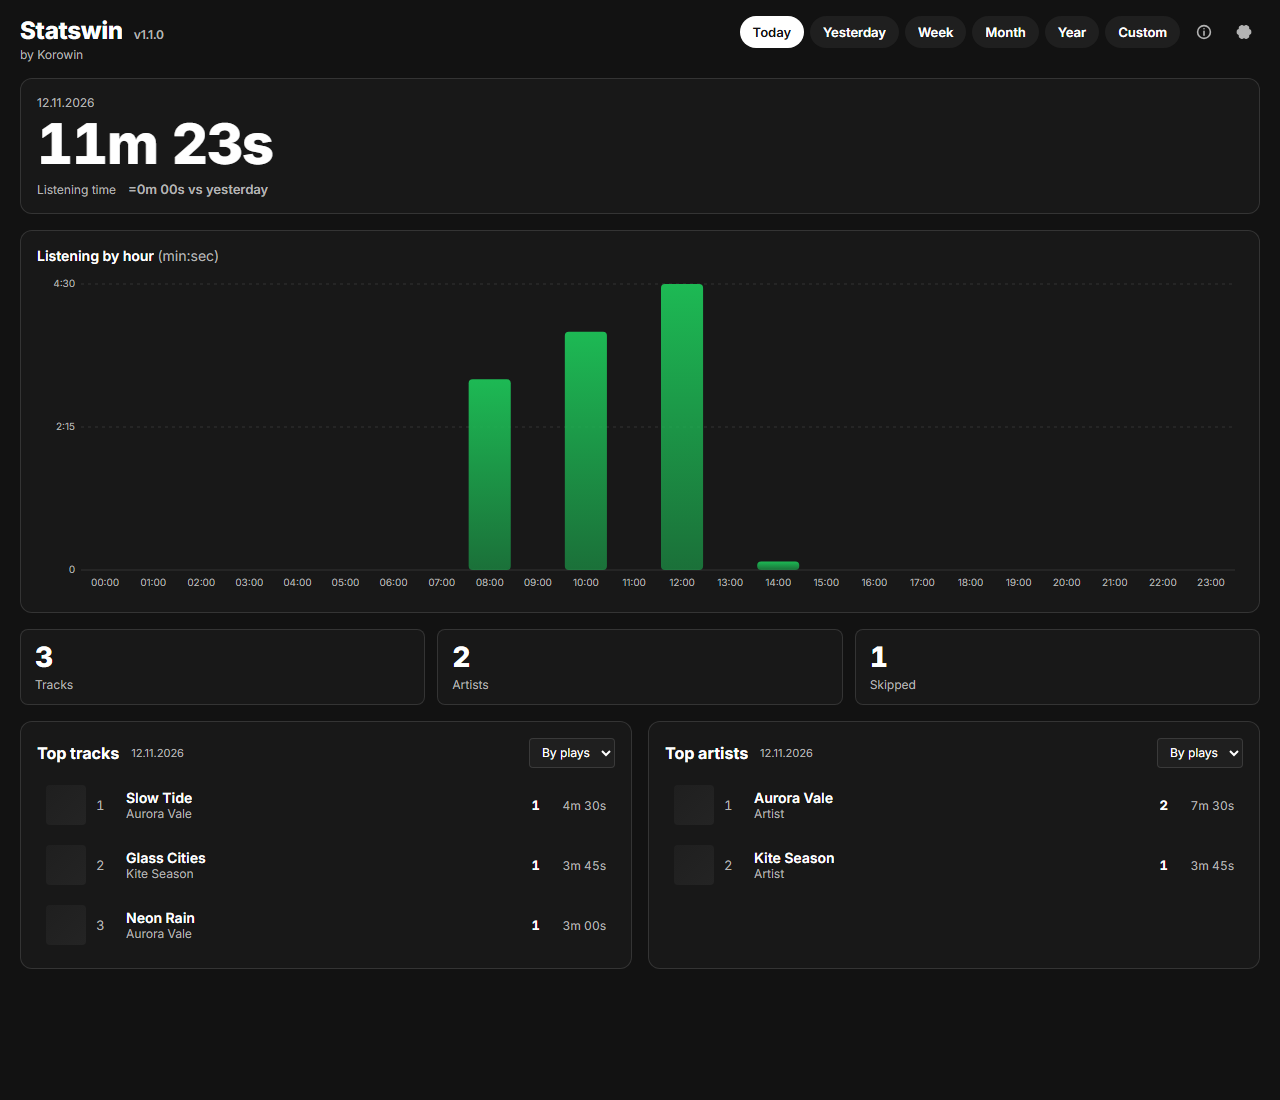 Statswin v1.1.0
by Korowin
Today Yesterday Week Month Year Custom
12.11.2026
11m 23s
Listening time =0m 00s vs yesterday
Listening by hour (min:sec)
4:30
2:15
0
00:00 01:00 02:00 03:00 04:00 05:00 06:00 07:00 08:00 09:00 10:00 11:00 12:00 13:00 14:00 15:00 16:00 17:00 18:00 19:00 20:00 21:00 22:00 23:00
3
Tracks
2
Artists
1
Skipped
Top tracks 12.11.2026 By plays
1 Slow Tide 1 4m 30s
Aurora Vale
2 Glass Cities 1 3m 45s
Kite Season
3 Neon Rain 1 3m 00s
Aurora Vale
Top artists 12.11.2026 By plays
1 Aurora Vale 2 7m 30s
Artist
2 Kite Season 1 3m 45s
Artist